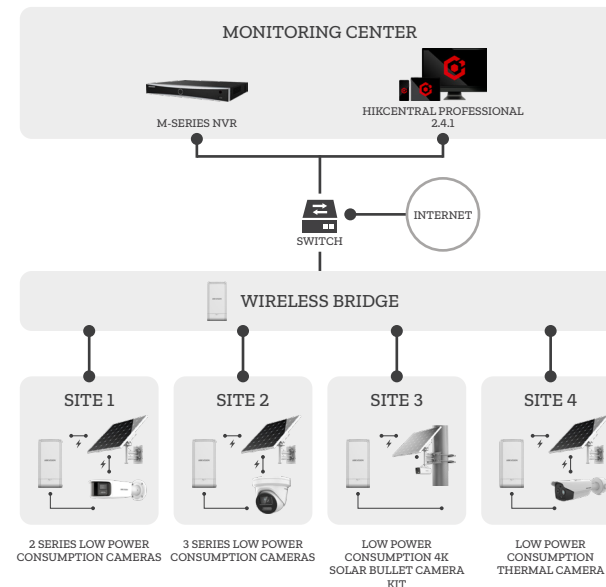 MONITORING CENTER
M-SERIES NVR
HIKCENTRAL PROFESSIONAL
2.4.1
INTERNET
SWITCH
WIRELESS BRIDGE
SITE 1
SITE 2
SITE 3
SITE 4
2 SERIES LOW POWER
CONSUMPTION CAMERAS
3 SERIES LOW POWER
CONSUMPTION CAMERAS
LOW POWER
CONSUMPTION 4K
SOLAR BULLET CAMERA
KIT
LOW POWER
CONSUMPTION
THERMAL CAMERA